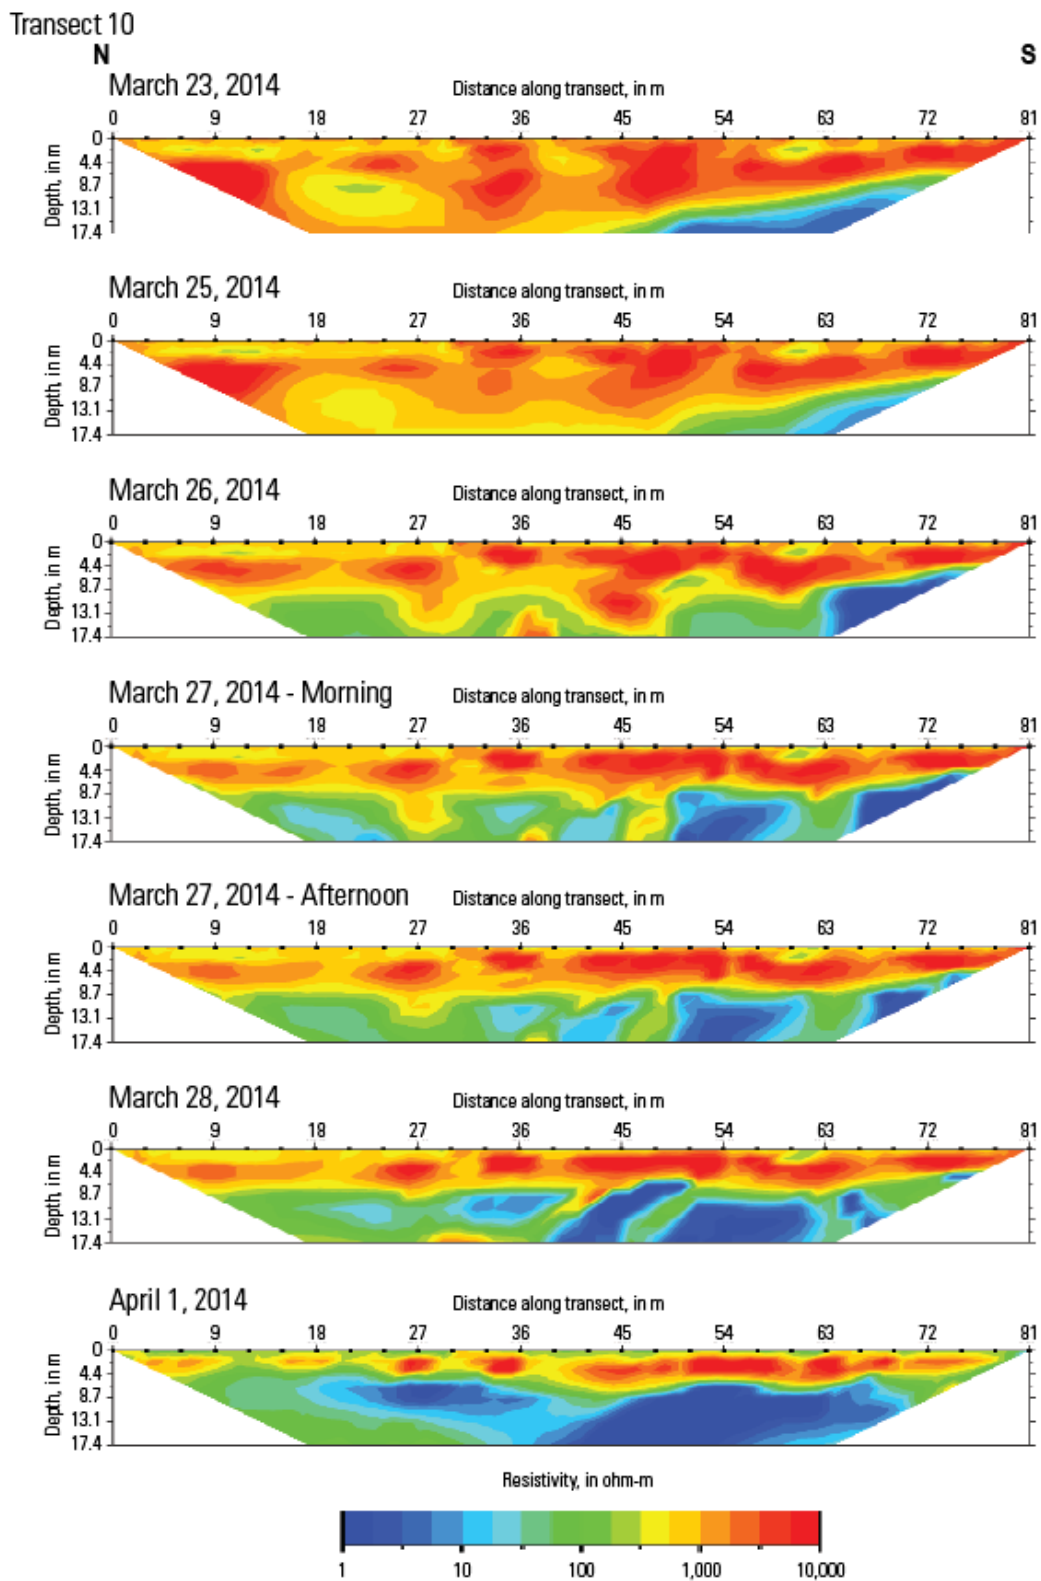 Transect 10
N S
March 23, 2014 Distance along transect, in m
0 9 18 27 36 45 54 63 72 81
Depth, in m
0
4.4
8.7
13.1
17.4
March 25, 2014 Distance along transect, in m
0 9 18 27 36 45 54 63 72 81
Depth, in m
0
4.4
8.7
13.1
17.4
March 26, 2014 Distance along transect, in m
0 9 18 27 36 45 54 63 72 81
Depth, in m
0
4.4
8.7
13.1
17.4
March 27, 2014 - Morning Distance along transect, in m
0 9 18 27 36 45 54 63 72 81
Depth, in m
0
4.4
8.7
13.1
17.4
March 27, 2014 - Afternoon Distance along transect, in m
0 9 18 27 36 45 54 63 72 81
Depth, in m
0
4.4
8.7
13.1
17.4
March 28, 2014 Distance along transect, in m
0 9 18 27 36 45 54 63 72 81
Depth, in m
0
4.4
8.7
13.1
17.4
April 1, 2014 Distance along transect, in m
0 9 18 27 36 45 54 63 72 81
Depth, in m
0
4.4
8.7
13.1
17.4
Resistivity, in ohm-m
1 10 100 1,000 10,000